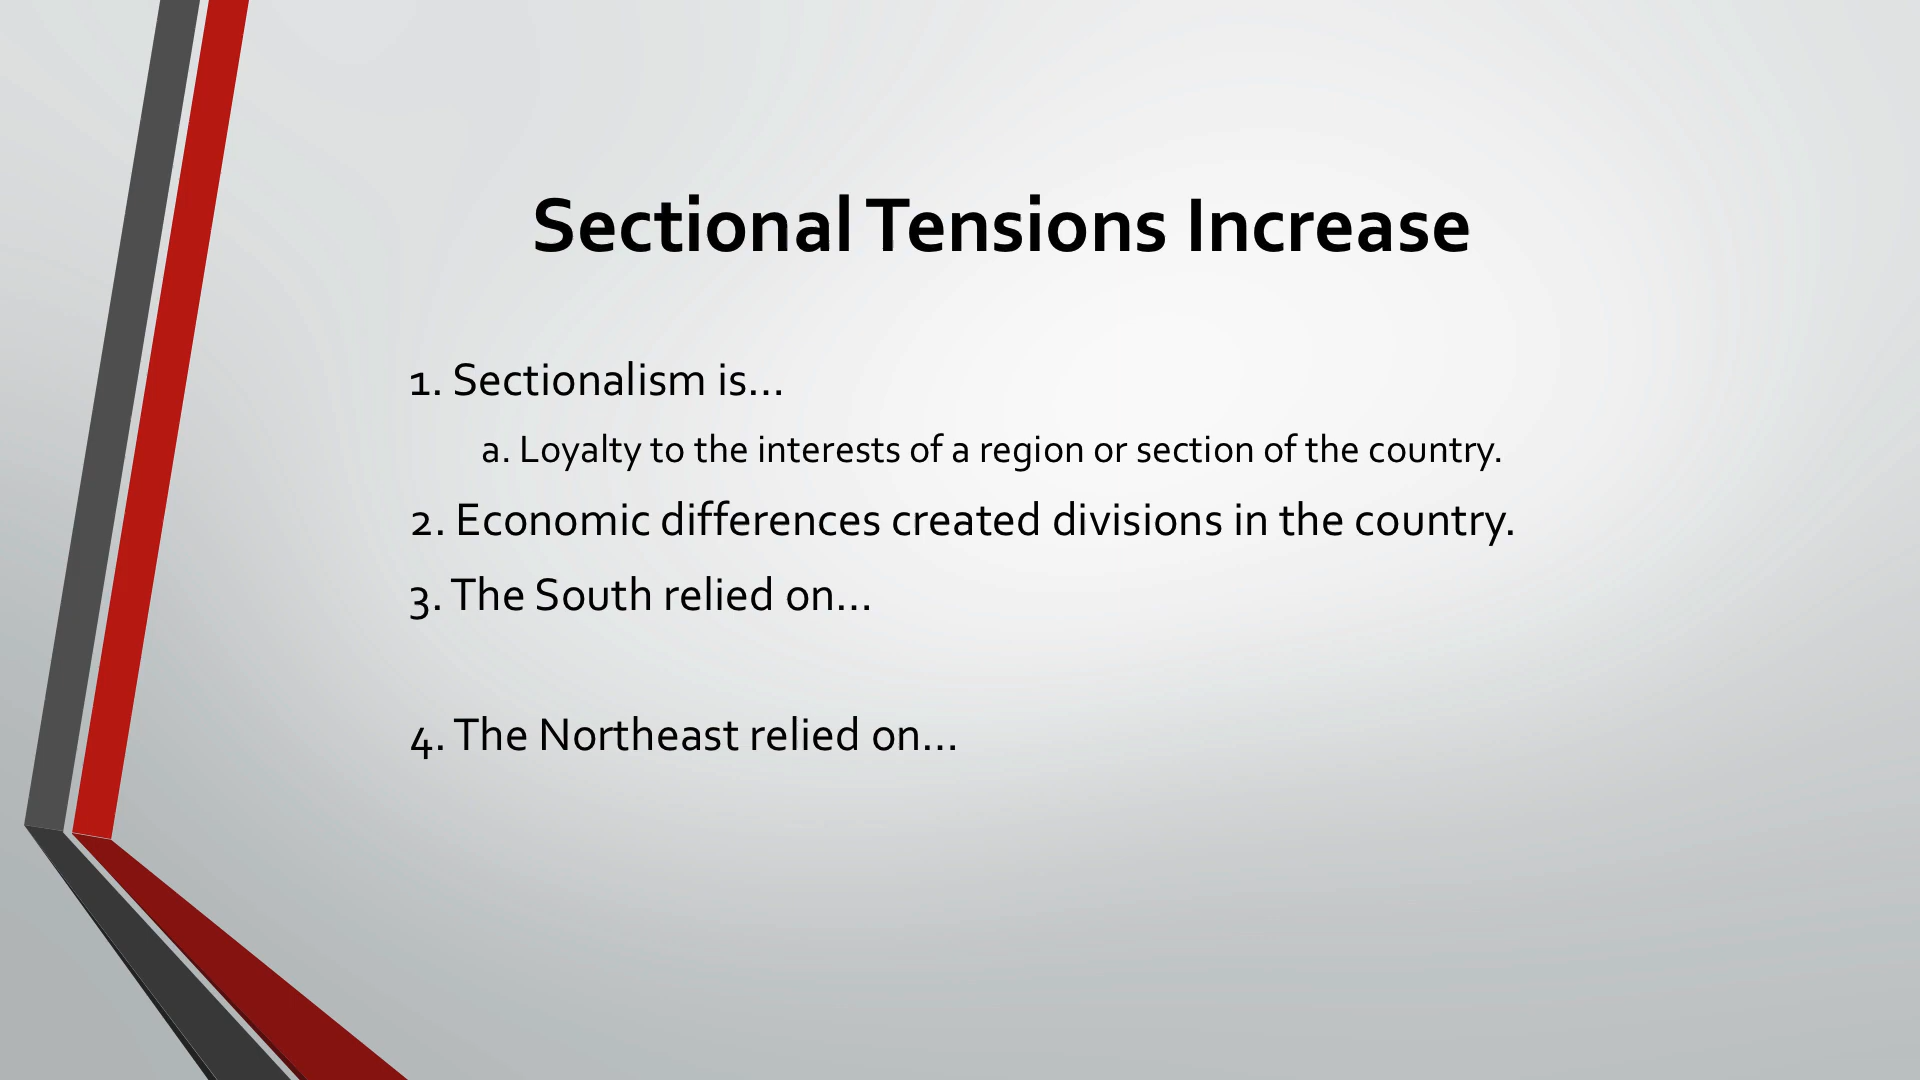 Sectional Tensions Increase
1. Sectionalism is...
a. Loyalty to the interests of a region or section of the country.
2. Economic differences created divisions in the country.
3. The South relied on...
4. The Northeast relied on...